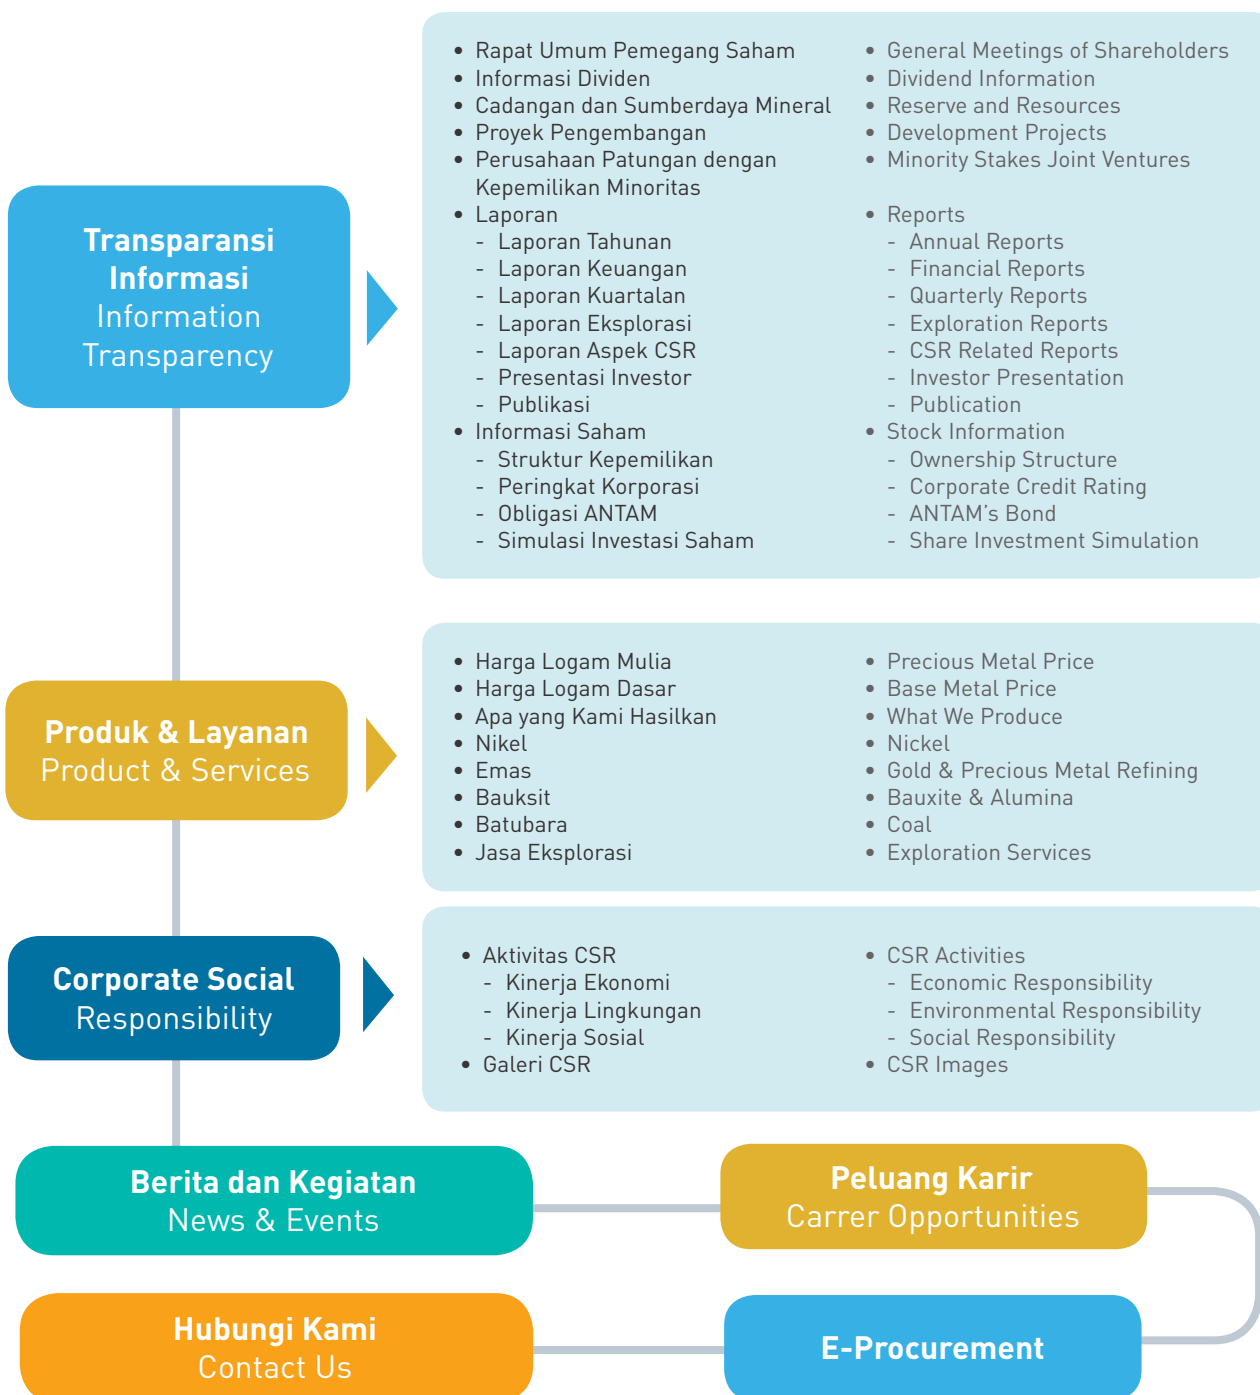 Transparansi
Informasi
Information
Transparency
• Rapat Umum Pemegang Saham
• Informasi Dividen
• Cadangan dan Sumberdaya Mineral
• Proyek Pengembangan
• Perusahaan Patungan dengan
Kepemilikan Minoritas
• Laporan
- Laporan Tahunan
- Laporan Keuangan
- Laporan Kuartalan
- Laporan Eksplorasi
- Laporan Aspek CSR
- Presentasi Investor
- Publikasi
• Informasi Saham
- Struktur Kepemilikan
- Peringkat Korporasi
- Obligasi ANTAM
- Simulasi Investasi Saham
• General Meetings of Shareholders
• Dividend Information
• Reserve and Resources
• Development Projects
• Minority Stakes Joint Ventures
• Reports
- Annual Reports
- Financial Reports
- Quarterly Reports
- Exploration Reports
- CSR Related Reports
- Investor Presentation
- Publication
• Stock Information
- Ownership Structure
- Corporate Credit Rating
- ANTAM's Bond
- Share Investment Simulation
Produk & Layanan
Product & Services
• Harga Logam Mulia
• Harga Logam Dasar
• Apa yang Kami Hasilkan
• Nikel
• Emas
• Bauksit
• Batubara
• Jasa Eksplorasi
• Precious Metal Price
• Base Metal Price
• What We Produce
• Nickel
• Gold & Precious Metal Refining
• Bauxite & Alumina
• Coal
• Exploration Services
Corporate Social
Responsibility
• Aktivitas CSR
- Kinerja Ekonomi
- Kinerja Lingkungan
- Kinerja Sosial
• Galeri CSR
• CSR Activities
- Economic Responsibility
- Environmental Responsibility
- Social Responsibility
• CSR Images
Berita dan Kegiatan
News & Events
Peluang Karir
Carrer Opportunities
Hubungi Kami
Contact Us
E-Procurement